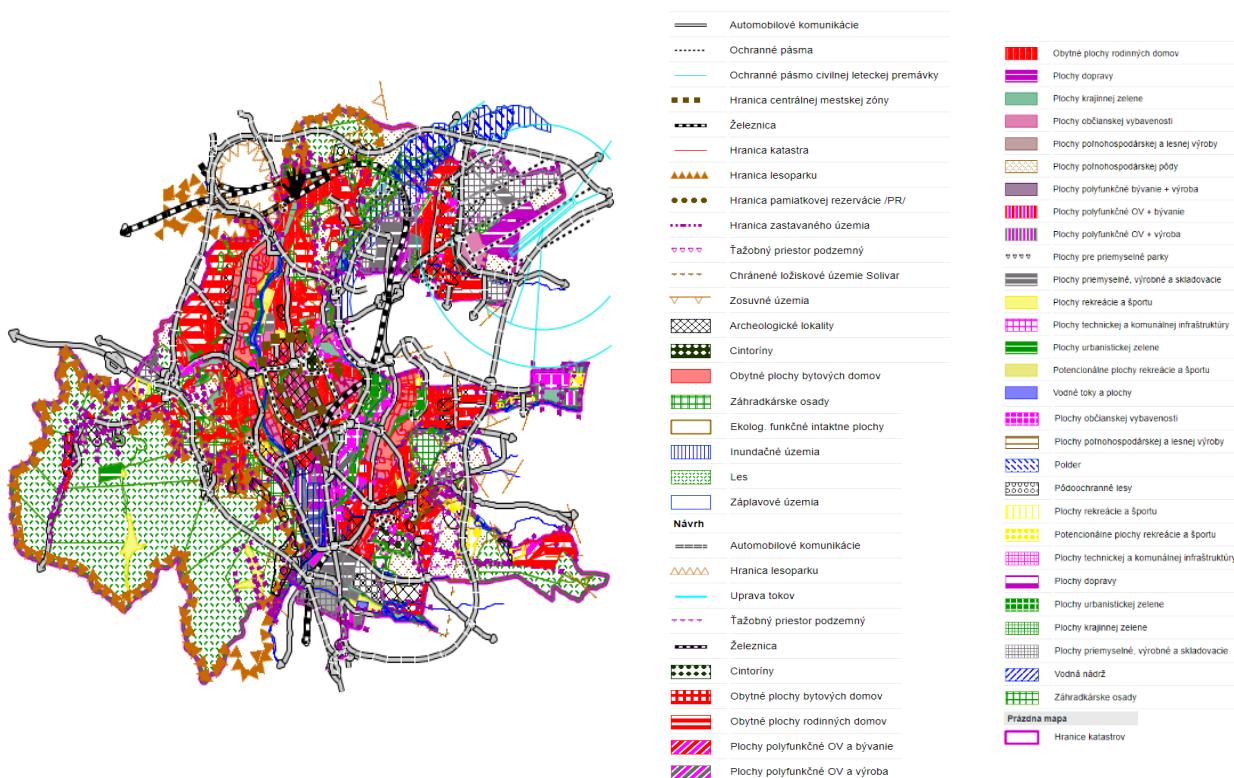 Automobilové komunikácie
Ochranné pásma
Ochranné pásmo civilnej leteckej premávky
Hranica centrálnej mestskej zóny
Železnica
Hranica katastra
Hranica lesoparku
Hranica pamiatkovej rezervácie /PR/
Hranica zastavaného územia
Ťažobný priestor podzemný
Chránené ložiskové územie Solivar
Zosuvné územia
Archeologické lokality
Cintoríny
Obytné plochy bytových domov
Záhradkárske osady
Ekolog. funkčné intaktne plochy
Inundačné územia
Les
Záplavové územia
Návrh
Automobilové komunikácie
Hranica lesoparku
Uprava tokov
Ťažobný priestor podzemný
Železnica
Cintoríny
Obytné plochy bytových domov
Obytné plochy rodinných domov
Plochy polyfunkčné OV a bývanie
Plochy polyfunkčné OV a výroba
Obytné plochy rodinných domov
Plochy dopravy
Plochy krajinnej zelene
Plochy občianskej vybavenosti
Plochy poľnohospodárskej a lesnej výroby
Plochy poľnohospodárskej pôdy
Plochy polyfunkčné bývanie + výroba
Plochy polyfunkčné OV + bývanie
Plochy polyfunkčné OV + výroba
Plochy pre priemyselné parky
Plochy priemyselné, výrobné a skladovacie
Plochy rekreácie a športu
Plochy technickej a komunálnej infraštruktúry
Plochy urbanistickej zelene
Potencionálne plochy rekreácie a športu
Vodné toky a plochy
Plochy občianskej vybavenosti
Plochy poľnohospodárskej a lesnej výroby
Polder
Pôdoochranné lesy
Plochy rekreácie a športu
Potencionálne plochy rekreácie a športu
Plochy technickej a komunálnej infraštruktúry
Plochy dopravy
Plochy urbanistickej zelene
Plochy krajinnej zelene
Plochy priemyselné, výrobné a skladovacie
Vodná nádrž
Záhradkárske osady
Prázdna mapa
Hranice katastrov